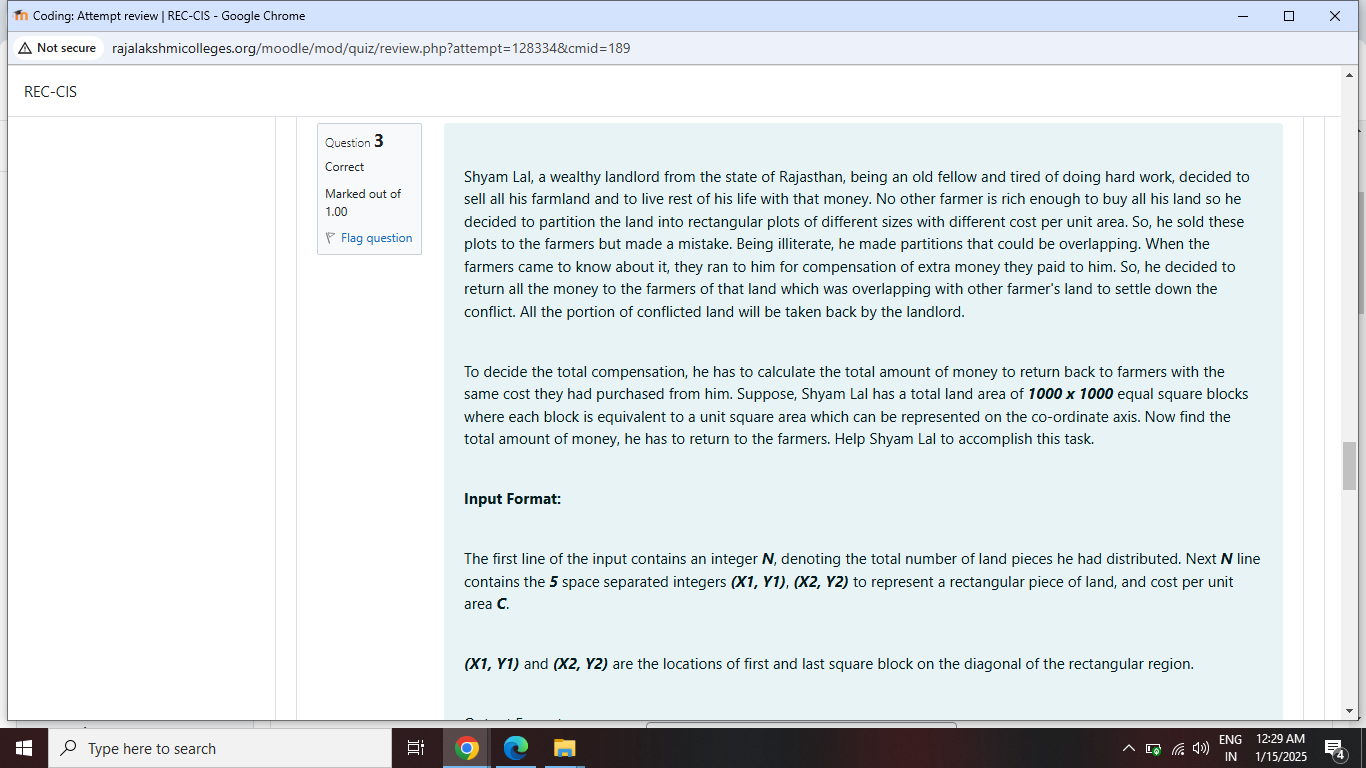 Coding: Attempt review | REC-CIS - Google Chrome
Not secure
rajalakshmicolleges.org/moodle/mod/quiz/review.php?attempt=128334&cmid=189
REC-CIS
Question 3
Correct
Marked out of
1.00
Flag question
Shyam Lal, a wealthy landlord from the state of Rajasthan, being an old fellow and tired of doing hard work, decided to
sell all his farmland and to live rest of his life with that money. No other farmer is rich enough to buy all his land so he
decided to partition the land into rectangular plots of different sizes with different cost per unit area. So, he sold these
plots to the farmers but made a mistake. Being illiterate, he made partitions that could be overlapping. When the
farmers came to know about it, they ran to him for compensation of extra money they paid to him. So, he decided to
return all the money to the farmers of that land which was overlapping with other farmer's land to settle down the
conflict. All the portion of conflicted land will be taken back by the landlord.
To decide the total compensation, he has to calculate the total amount of money to return back to farmers with the
same cost they had purchased from him. Suppose, Shyam Lal has a total land area of 1000 x 1000 equal square blocks
where each block is equivalent to a unit square area which can be represented on the co-ordinate axis. Now find the
total amount of money, he has to return to the farmers. Help Shyam Lal to accomplish this task.
Input Format:
The first line of the input contains an integer N, denoting the total number of land pieces he had distributed. Next N line
contains the 5 space separated integers (X1, Y1), (X2, Y2) to represent a rectangular piece of land, and cost per unit
area C.
(X1, Y1) and (X2, Y2) are the locations of first and last square block on the diagonal of the rectangular region.
Type here to search
ENG
IN
12:29 AM
1/15/2025
4